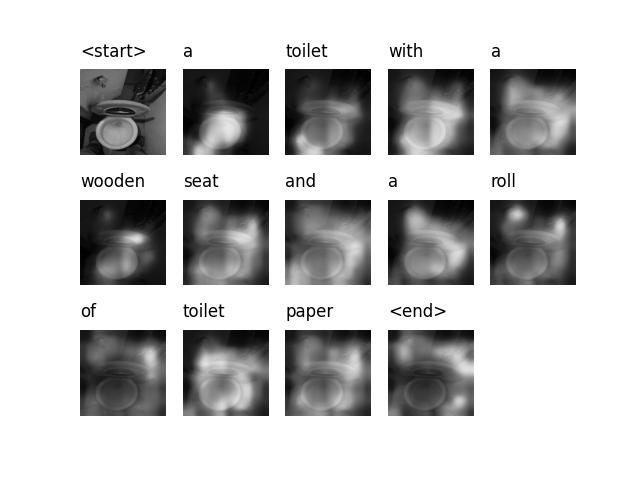 <start> a toilet with a
wooden seat and a roll
of toilet paper <end>